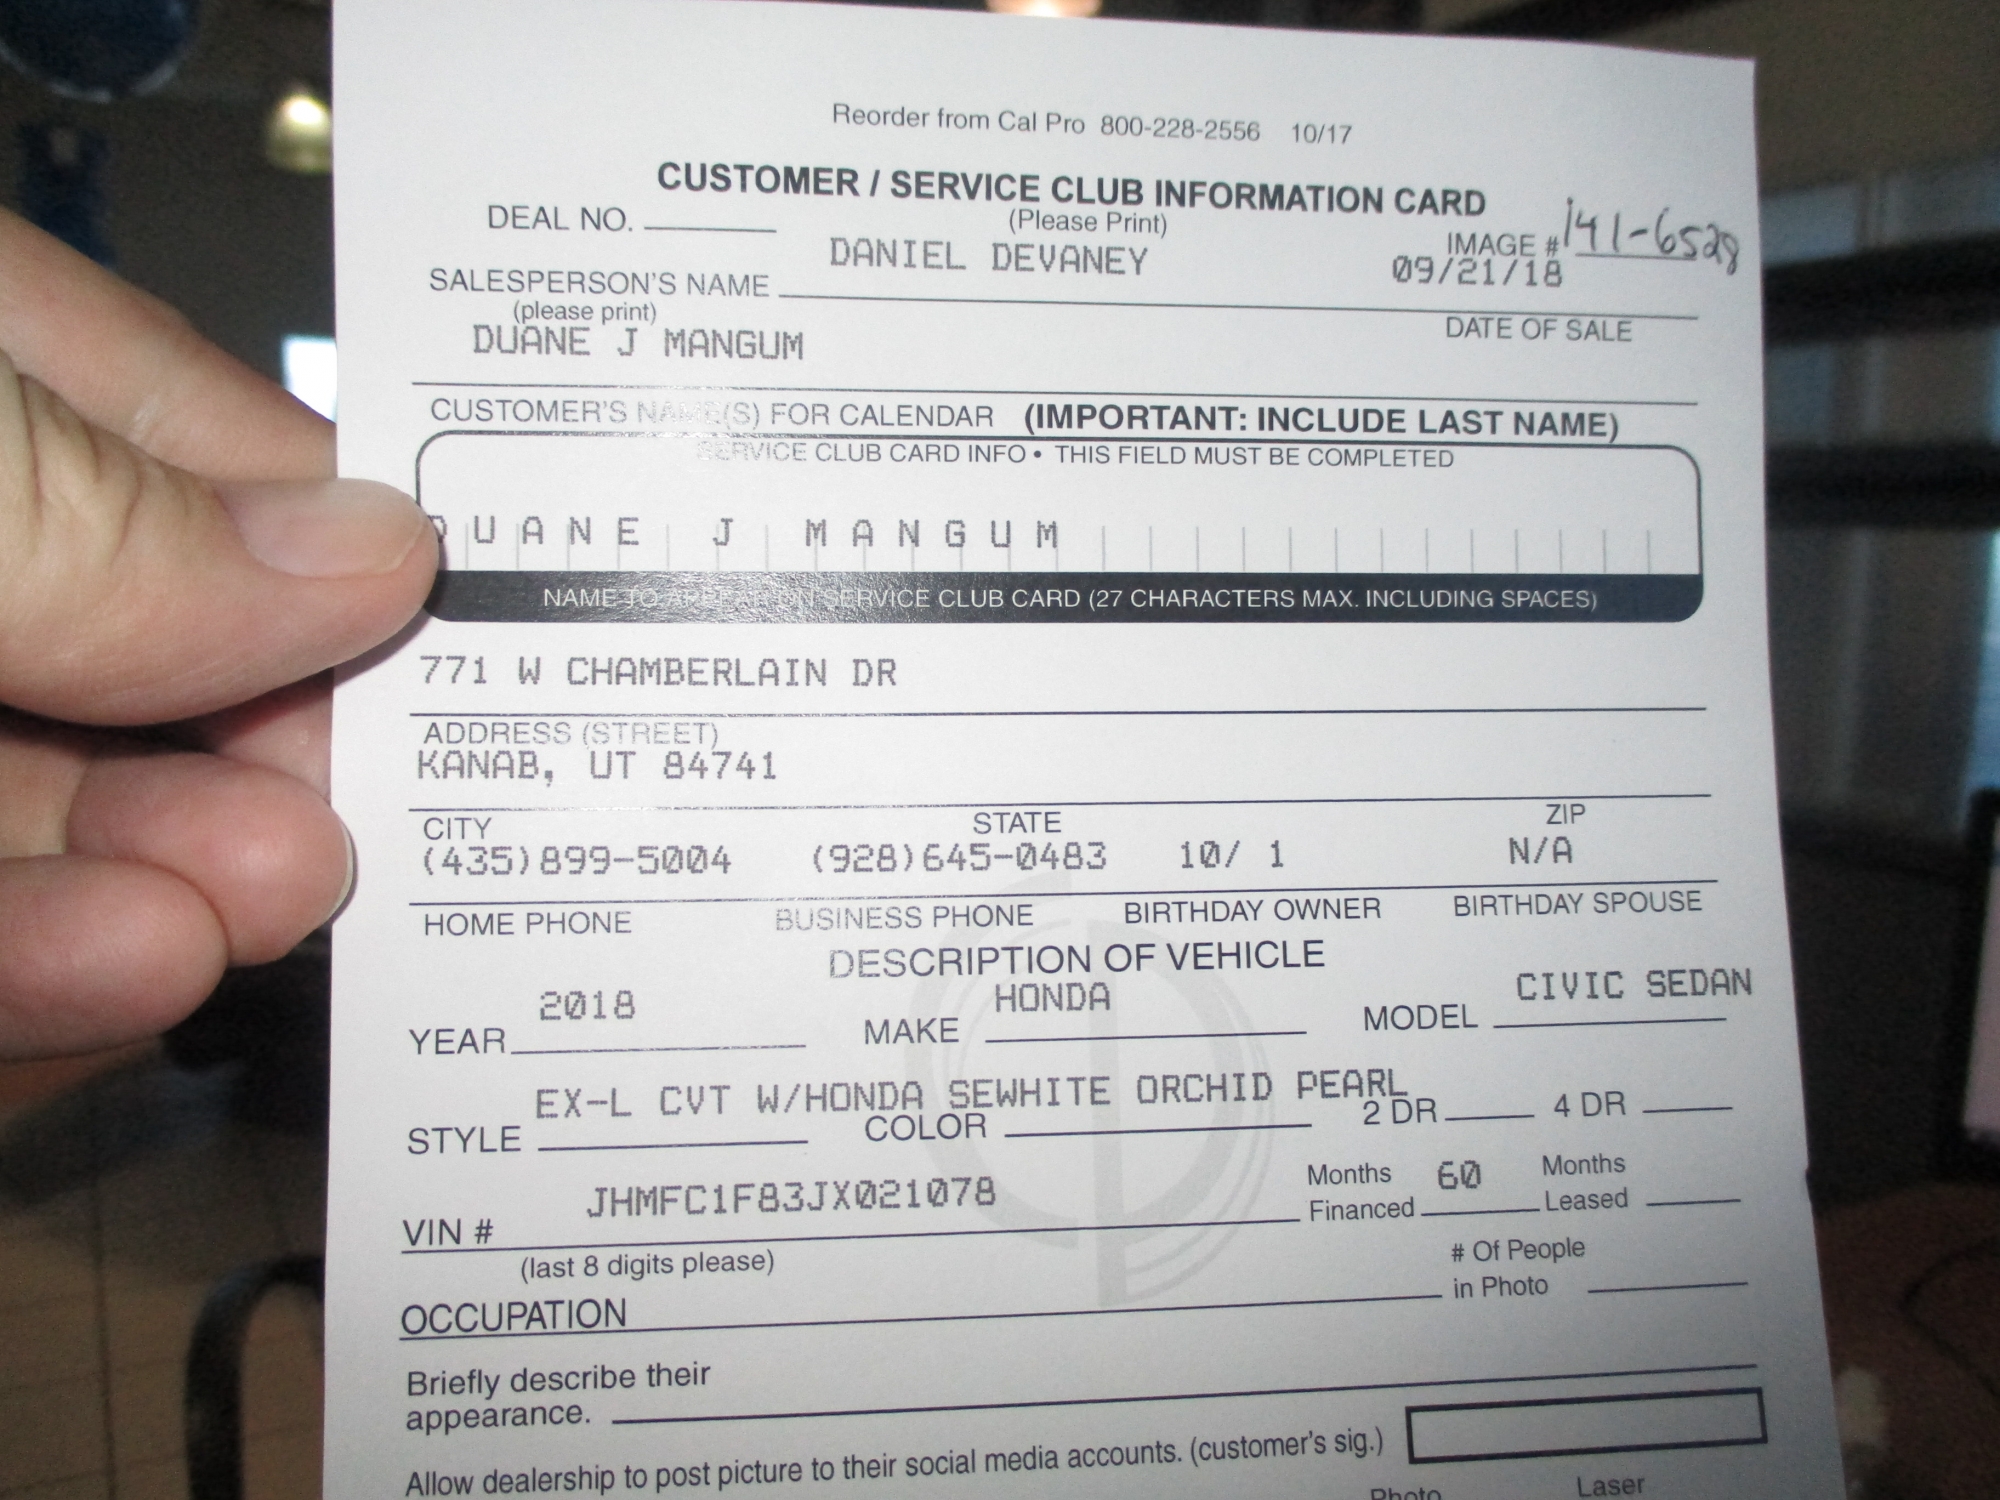 Reorder from Cal Pro 800-228-2556 10/17
CUSTOMER / SERVICE CLUB INFORMATION CARD
(Please Print)
DEAL NO.
IMAGE # 141-6528
DANIEL DEVANEY 09/21/18
SALESPERSON'S NAME
(please print)
DATE OF SALE
DUANE J MANGUM
CUSTOMER'S NAME(S) FOR CALENDAR (IMPORTANT: INCLUDE LAST NAME)
SERVICE CLUB CARD INFO • THIS FIELD MUST BE COMPLETED
DUANE J MANGUM
NAME TO APPEAR ON SERVICE CLUB CARD (27 CHARACTERS MAX. INCLUDING SPACES)
771 W CHAMBERLAIN DR
ADDRESS (STREET)
KANAB, UT 84741
CITY STATE ZIP
(435)899-5004 (928)645-0483 10/ 1 N/A
HOME PHONE BUSINESS PHONE BIRTHDAY OWNER BIRTHDAY SPOUSE
DESCRIPTION OF VEHICLE
YEAR 2018 MAKE HONDA MODEL CIVIC SEDAN
EX-L CVT W/HONDA SEWHITE ORCHID PEARL
STYLE COLOR 2 DR 4 DR
VIN # JHMFC1F83JX021078 Months Financed 60 Months Leased
(last 8 digits please)
# Of People in Photo
OCCUPATION
Briefly describe their
appearance.
Allow dealership to post picture to their social media accounts. (customer's sig.)
Photo Laser